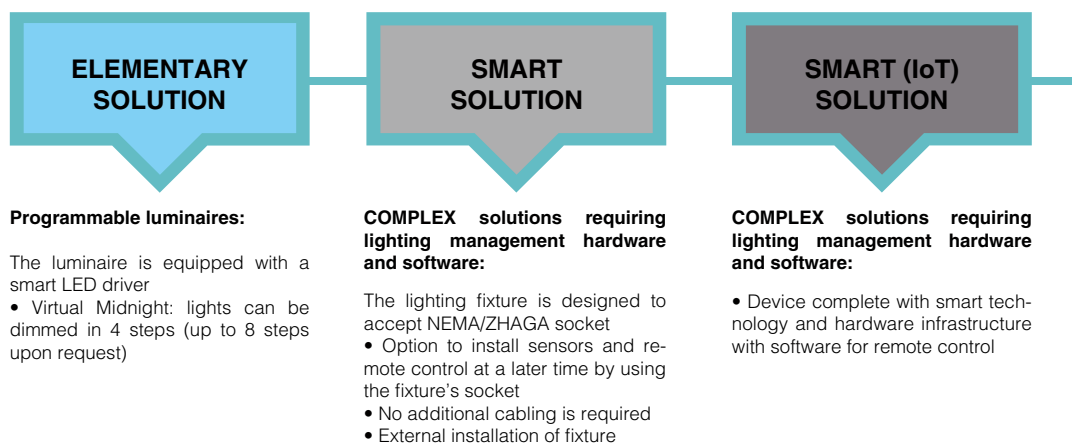 ELEMENTARY
SOLUTION
Programmable luminaires:
The luminaire is equipped with a
smart LED driver
• Virtual Midnight: lights can be
dimmed in 4 steps (up to 8 steps
upon request)
SMART
SOLUTION
COMPLEX solutions requiring
lighting management hardware
and software:
The lighting fixture is designed to
accept NEMA/ZHAGA socket
• Option to install sensors and re-
mote control at a later time by using
the fixture's socket
• No additional cabling is required
• External installation of fixture
SMART (IoT)
SOLUTION
COMPLEX solutions requiring
lighting management hardware
and software:
• Device complete with smart tech-
nology and hardware infrastructure
with software for remote control